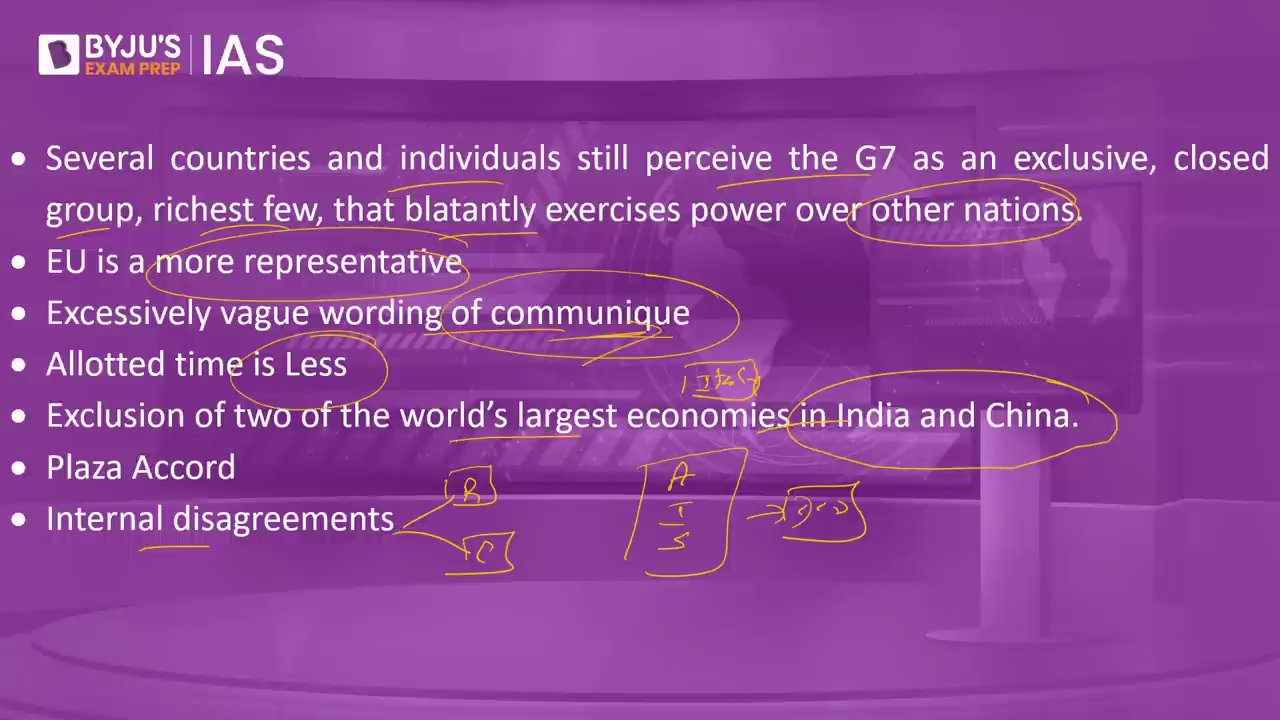 BYJU'S
EXAM PREP
IAS
• Several countries and individuals still perceive the G7 as an exclusive, closed
group, richest few, that blatantly exercises power over other nations.
• EU is a more representative
• Excessively vague wording of communique
• Allotted time is Less
• Exclusion of two of the world's largest economies in India and China.
• Plaza Accord
• Internal disagreements
R
C
A
I
S